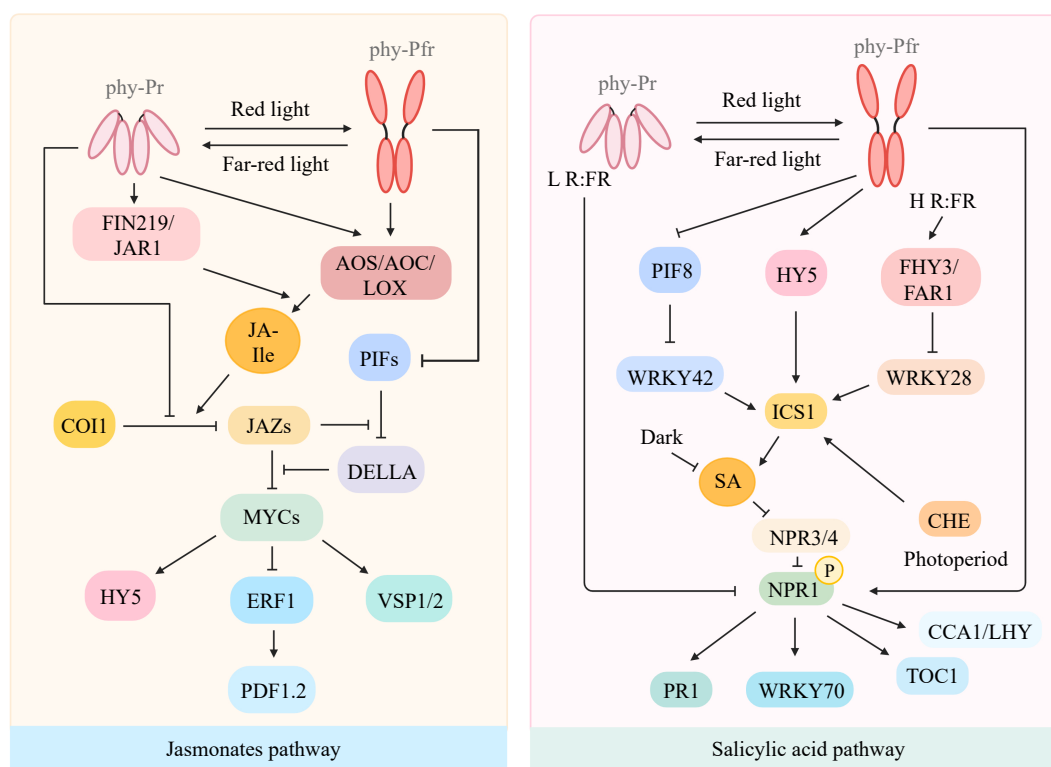 phy-Pr
phy-Pfr
Red light
Far-red light
FIN219/
JAR1
AOS/AOC/
LOX
JA-
Ile
PIFs
COI1
JAZs
DELLA
MYCs
HY5
ERF1
VSP1/2
PDF1.2
Jasmonates pathway
phy-Pr
phy-Pfr
Red light
Far-red light
L R:FR
H R:FR
PIF8
HY5
FHY3/
FAR1
WRKY42
WRKY28
ICS1
Dark
SA
CHE
NPR3/4
Photoperiod
P
NPR1
CCA1/LHY
TOC1
PR1
WRKY70
Salicylic acid pathway